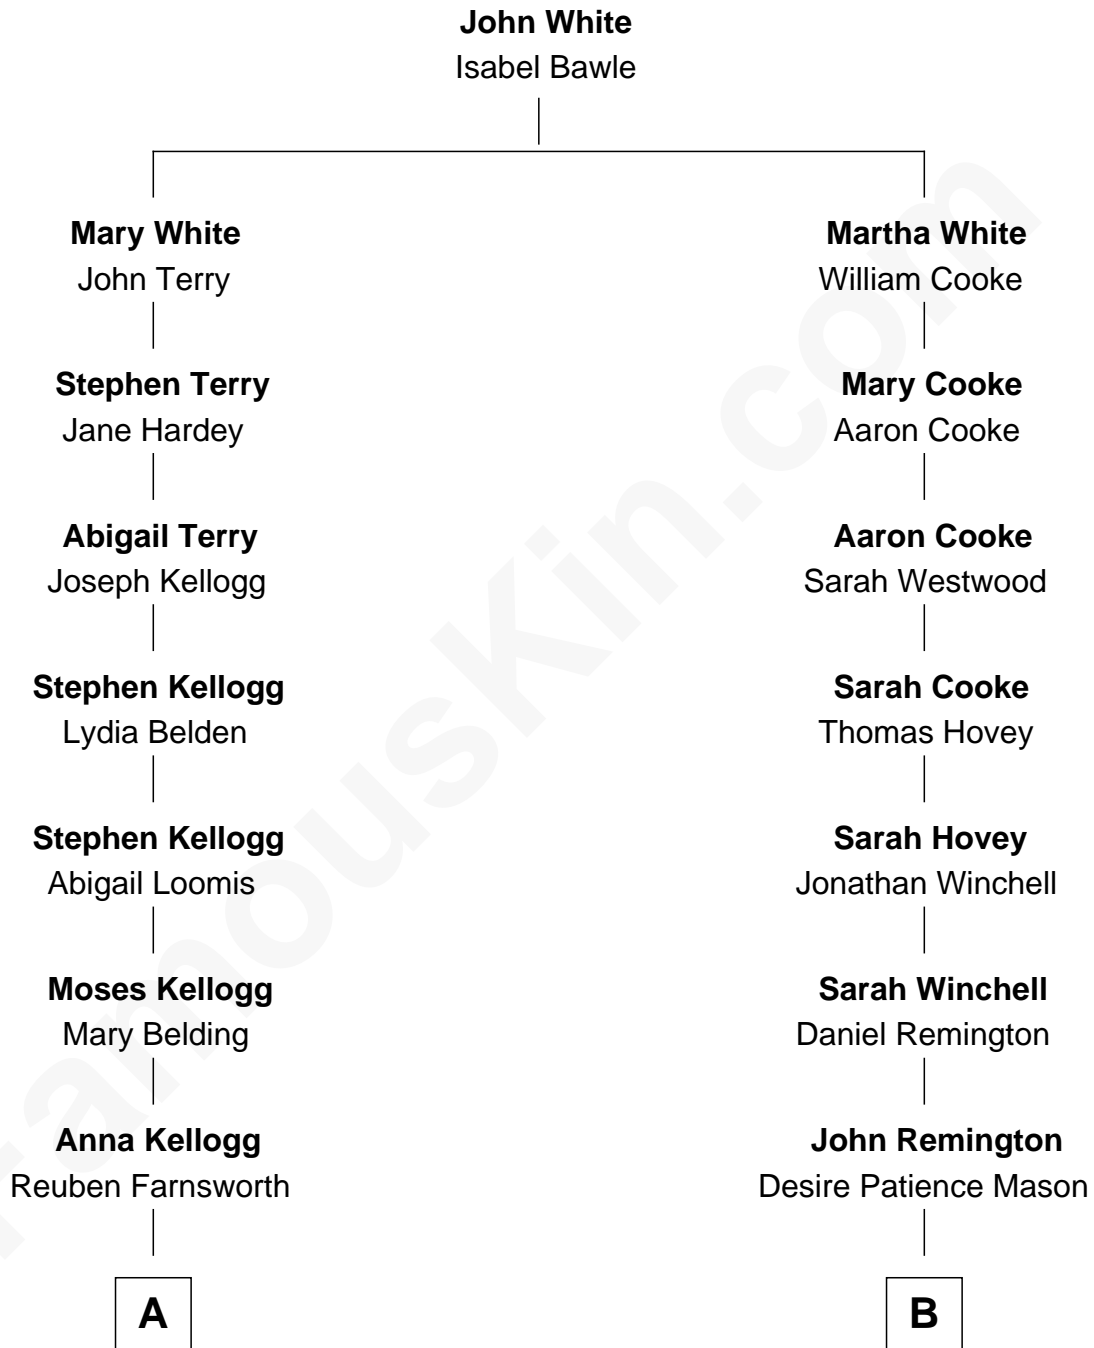 John White
Isabel Bawle
Mary White
John Terry
Martha White
William Cooke
Stephen Terry
Jane Hardey
Mary Cooke
Aaron Cooke
Abigail Terry
Joseph Kellogg
Aaron Cooke
Sarah Westwood
Stephen Kellogg
Lydia Belden
Sarah Cooke
Thomas Hovey
Stephen Kellogg
Abigail Loomis
Sarah Hovey
Jonathan Winchell
Moses Kellogg
Mary Belding
Sarah Winchell
Daniel Remington
Anna Kellogg
Reuben Farnsworth
John Remington
Desire Patience Mason
A
B
FamousKin.com